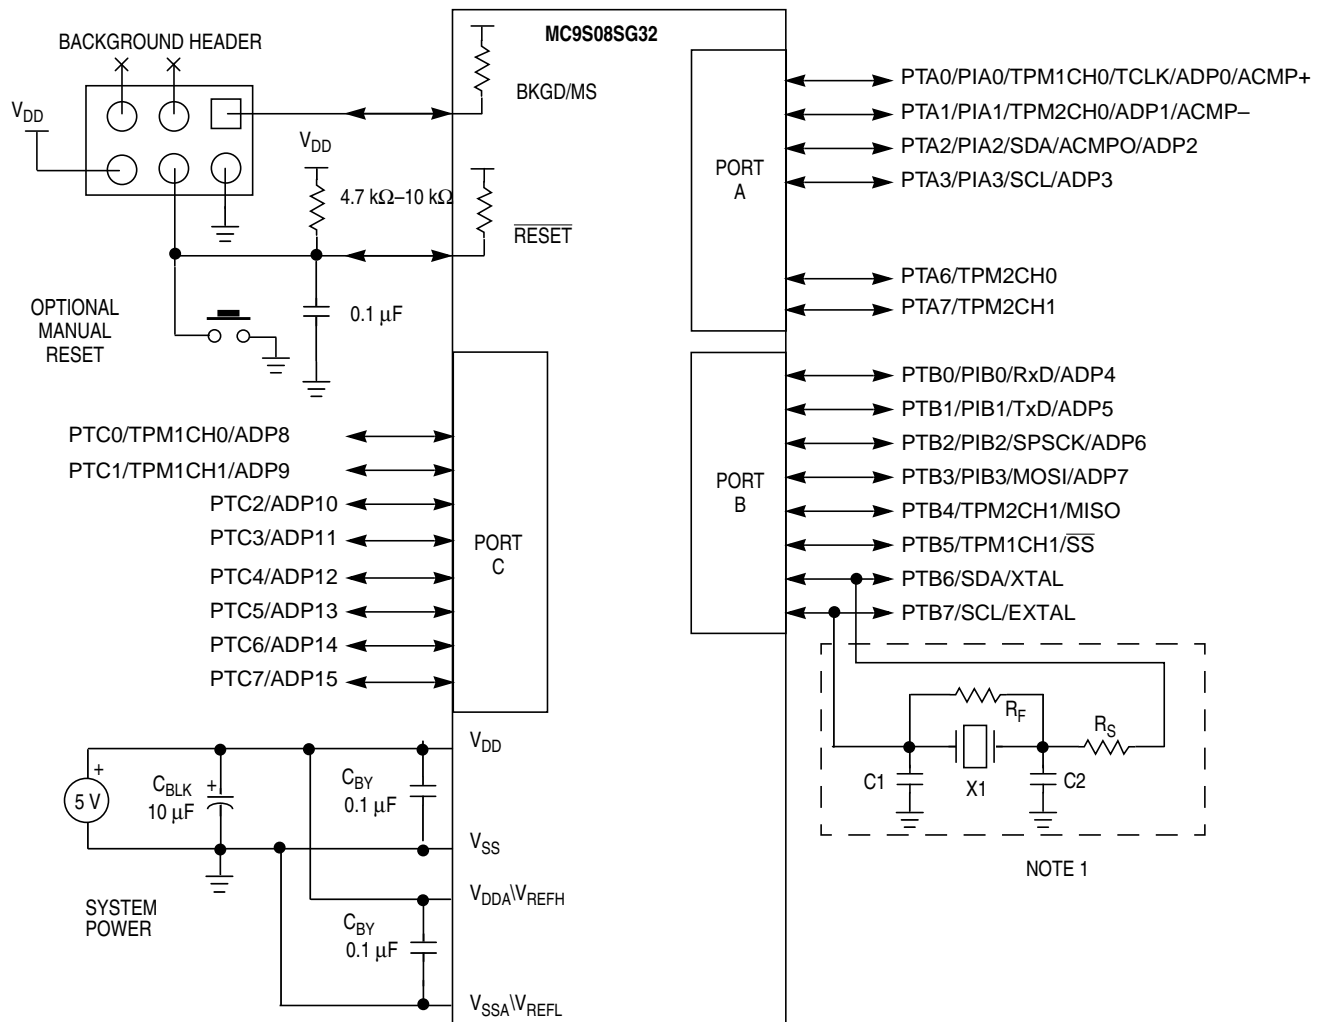 MC9S08SG32
BACKGROUND HEADER
V_DD
BKGD/MS
V_DD
4.7 kΩ–10 kΩ
RESET
OPTIONAL
MANUAL
RESET
0.1 µF
PORT
A
PTA0/PIA0/TPM1CH0/TCLK/ADP0/ACMP+
PTA1/PIA1/TPM2CH0/ADP1/ACMP–
PTA2/PIA2/SDA/ACMPO/ADP2
PTA3/PIA3/SCL/ADP3
PTA6/TPM2CH0
PTA7/TPM2CH1
PORT
B
PTB0/PIB0/RxD/ADP4
PTB1/PIB1/TxD/ADP5
PTB2/PIB2/SPSCK/ADP6
PTB3/PIB3/MOSI/ADP7
PTB4/TPM2CH1/MISO
PTB5/TPM1CH1/SS
PTB6/SDA/XTAL
PTB7/SCL/EXTAL
PTC0/TPM1CH0/ADP8
PTC1/TPM1CH1/ADP9
PTC2/ADP10
PTC3/ADP11
PTC4/ADP12
PTC5/ADP13
PTC6/ADP14
PTC7/ADP15
PORT
C
R_F
R_S
C1
X1
C2
NOTE 1
V_DD
+
5 V
C_BLK
+
10 µF
C_BY
0.1 µF
V_SS
SYSTEM
POWER
V_DDA\V_REFH
C_BY
0.1 µF
V_SSA\V_REFL